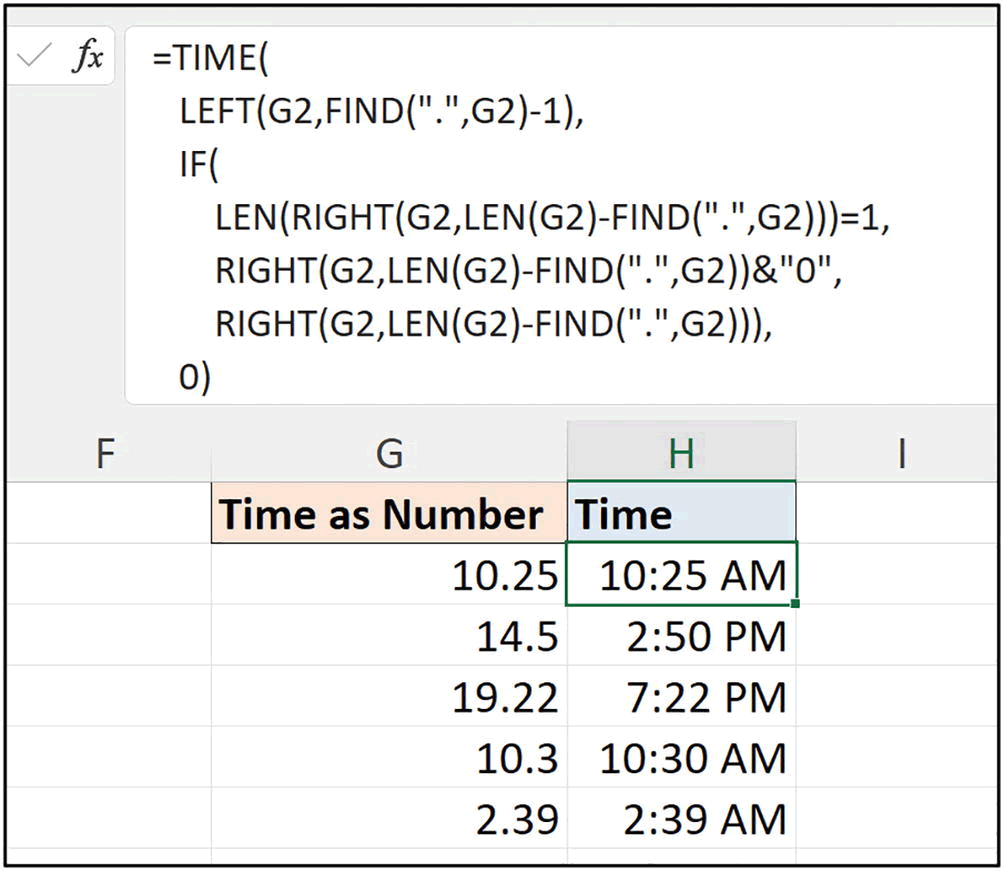 fx
=TIME(
LEFT(G2,FIND(".",G2)-1),
IF(
LEN(RIGHT(G2,LEN(G2)-FIND(".",G2)))=1,
RIGHT(G2,LEN(G2)-FIND(".",G2))&"0",
RIGHT(G2,LEN(G2)-FIND(".",G2))),
0)
F G H I
Time as Number Time
10.25 10:25 AM
14.5 2:50 PM
19.22 7:22 PM
10.3 10:30 AM
2.39 2:39 AM